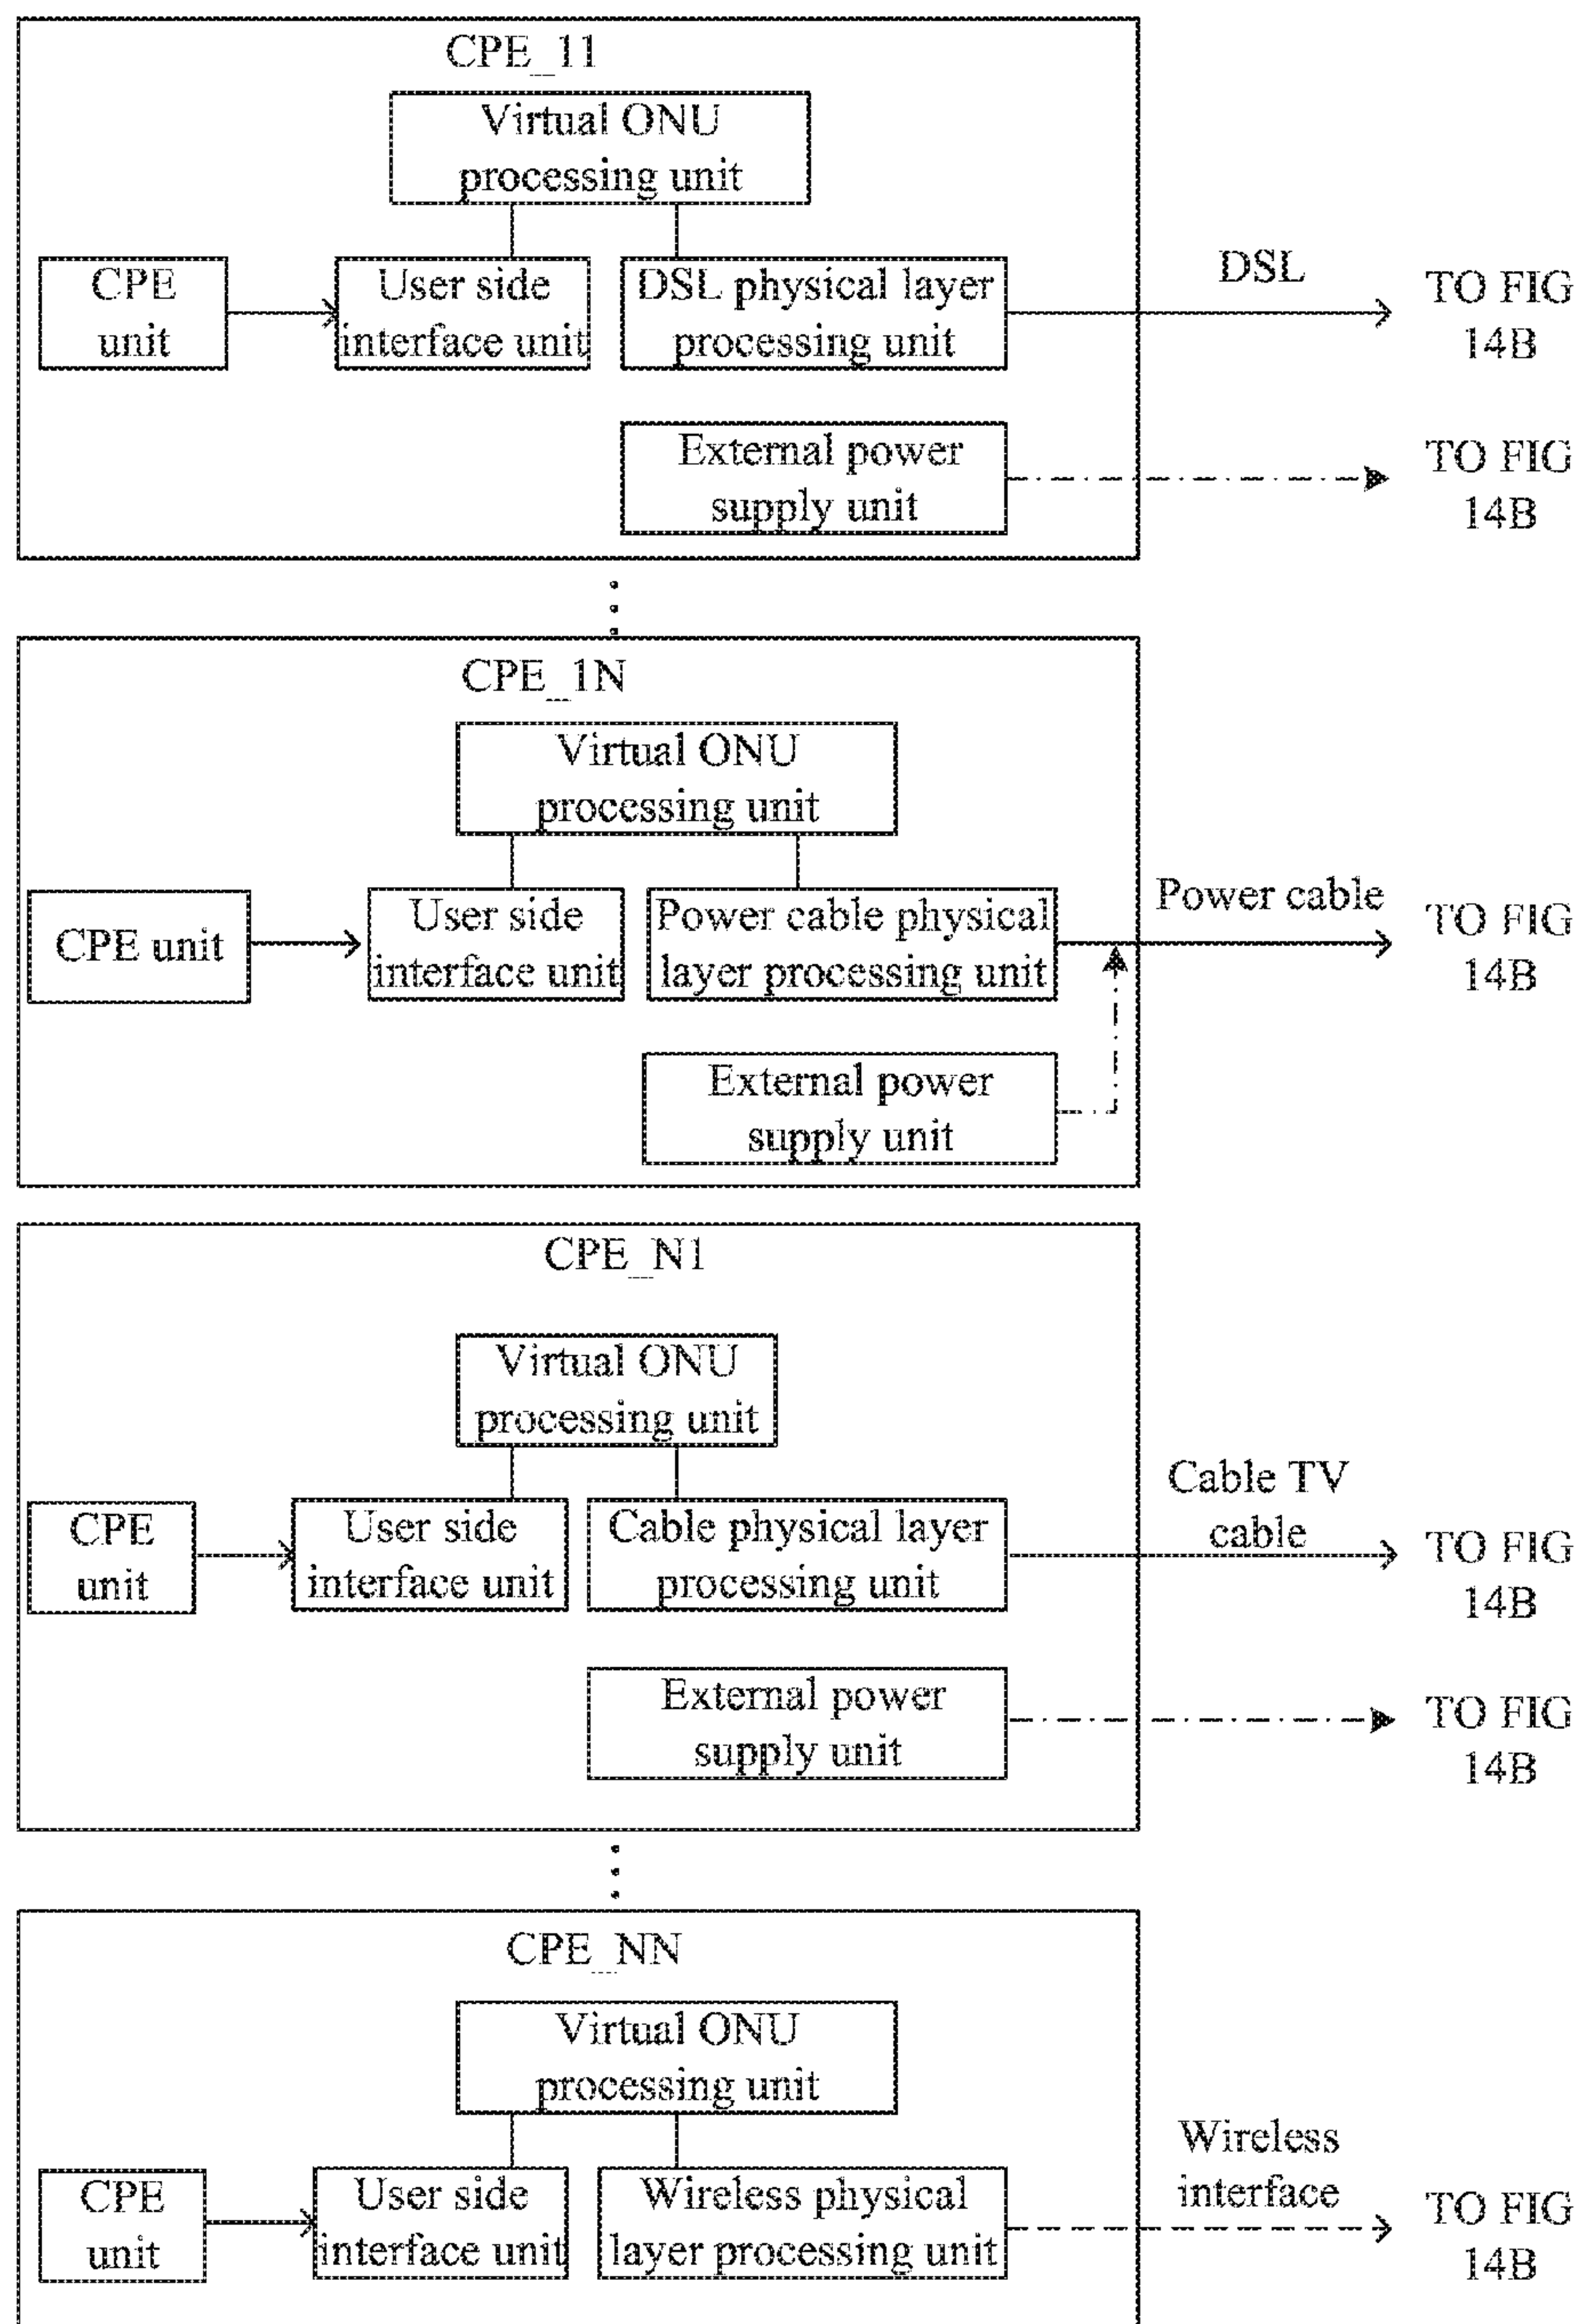 CPE_11
Virtual ONU
processing unit
CPE
unit
User side
interface unit
DSL physical layer
processing unit
DSL
TO FIG
14B
External power
supply unit
TO FIG
14B
CPE_1N
Virtual ONU
processing unit
CPE unit
User side
interface unit
Power cable physical
layer processing unit
Power cable
TO FIG
14B
External power
supply unit
CPE_N1
Virtual ONU
processing unit
CPE
unit
User side
interface unit
Cable physical layer
processing unit
Cable TV
cable
TO FIG
14B
External power
supply unit
TO FIG
14B
CPE_NN
Virtual ONU
processing unit
CPE
unit
User side
interface unit
Wireless physical
layer processing unit
Wireless
interface
TO FIG
14B